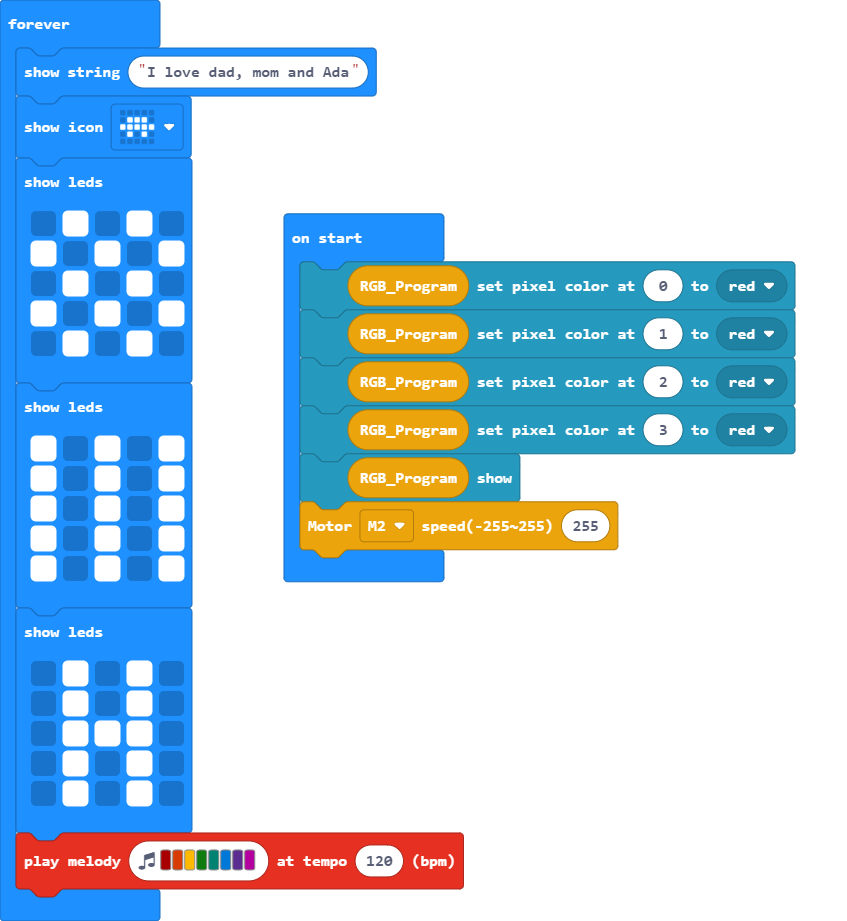 forever
show string "I love dad, mom and Ada"
show icon
show leds
show leds
show leds
play melody at tempo 120 (bpm)
on start
RGB_Program set pixel color at 0 to red
RGB_Program set pixel color at 1 to red
RGB_Program set pixel color at 2 to red
RGB_Program set pixel color at 3 to red
RGB_Program show
Motor M2 speed(-255~255) 255